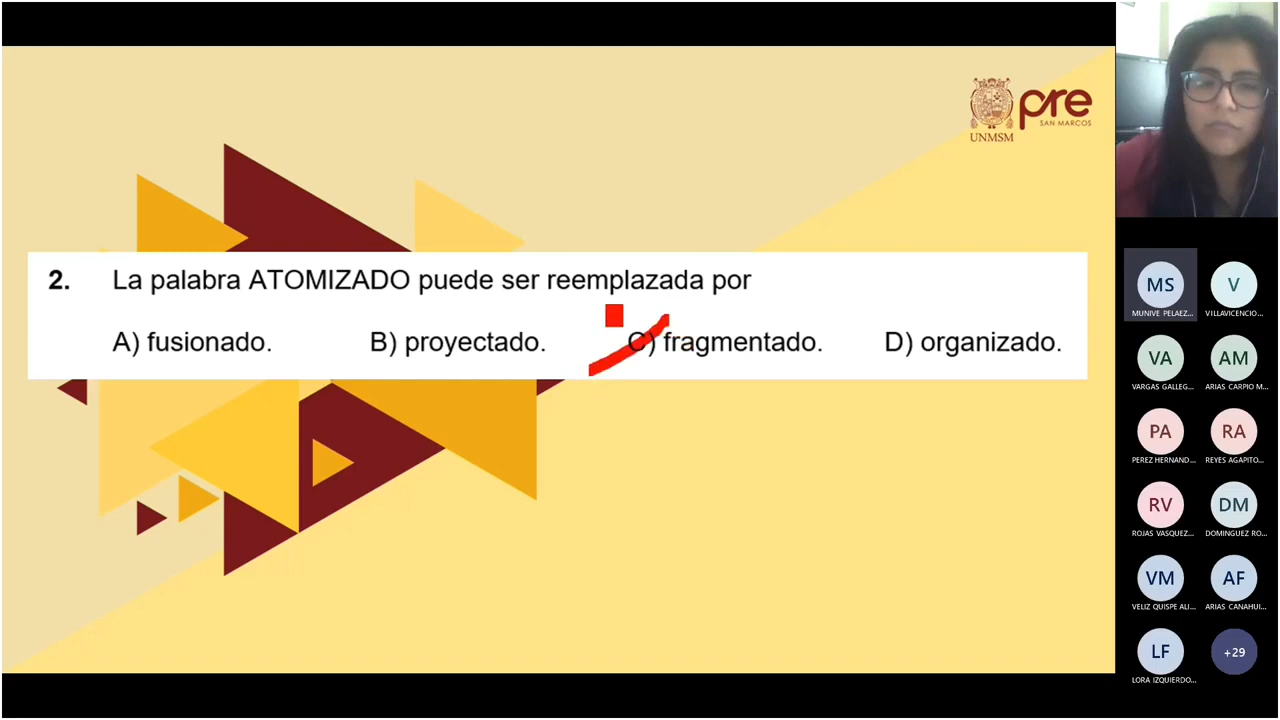 pre
SAN MARCOS
UNMSM
2. La palabra ATOMIZADO puede ser reemplazada por
A) fusionado. B) proyectado. C) fragmentado. D) organizado.
MS V
MUNIVE PELAEZ... VILLAVICENCIO...
VA AM
VARGAS GALLEG... ARIAS CARPIO M...
PA RA
PEREZ HERNAND... REYES AGAPITO...
RV DM
ROJAS VASQUEZ... DOMINGUEZ RO...
VM AF
VELIZ QUISPE ALI... ARIAS CANAHUI...
LF +29
LORA IZQUIERDO...